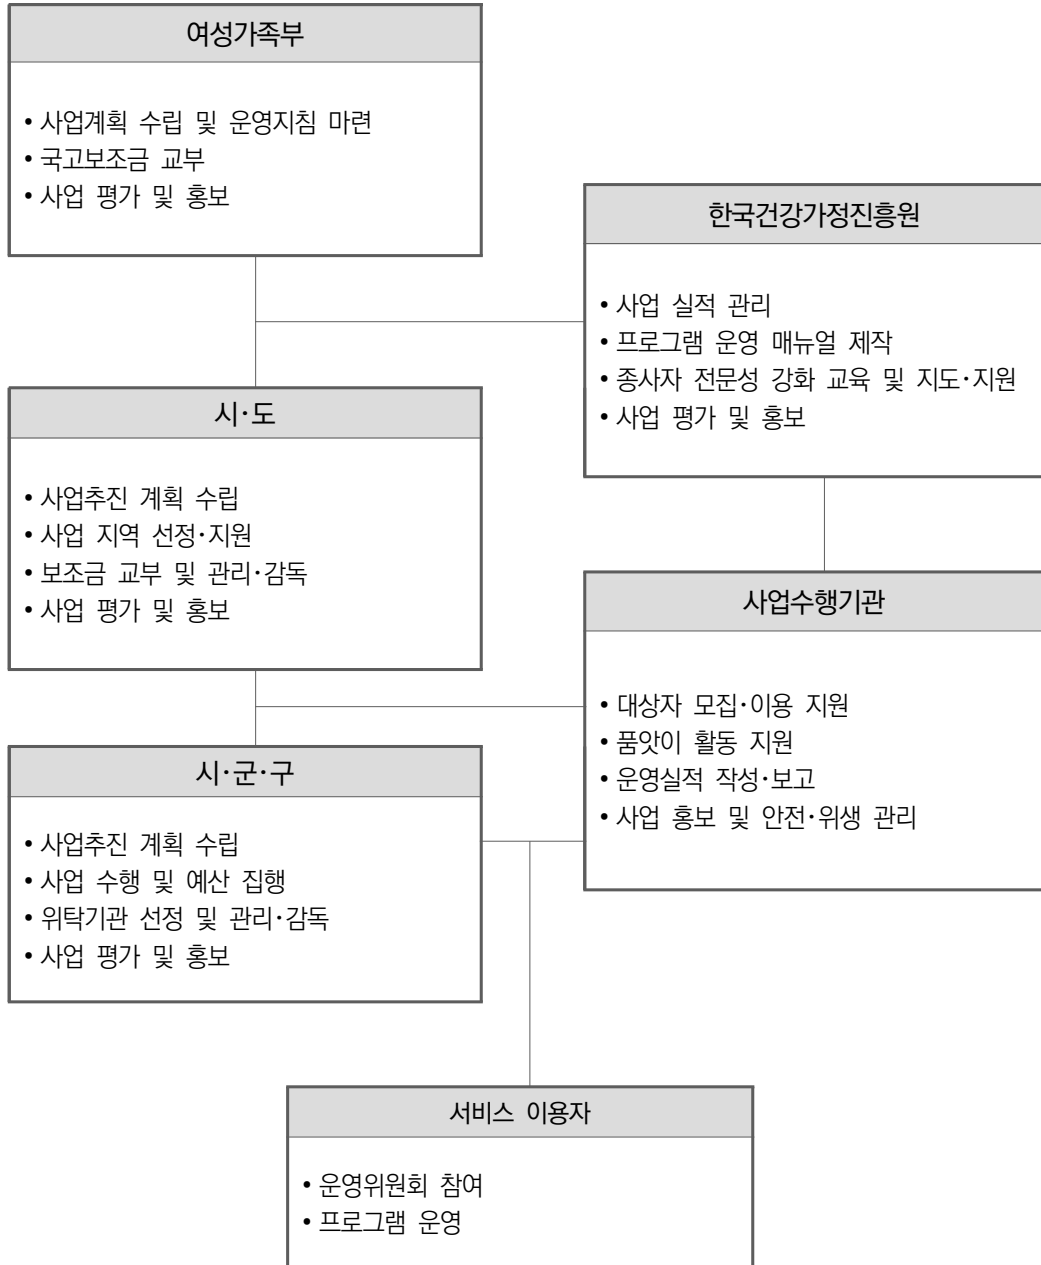 여성가족부
• 사업계획 수립 및 운영지침 마련
• 국고보조금 교부
• 사업 평가 및 홍보
한국건강가정진흥원
• 사업 실적 관리
• 프로그램 운영 매뉴얼 제작
• 종사자 전문성 강화 교육 및 지도·지원
• 사업 평가 및 홍보
시·도
• 사업추진 계획 수립
• 사업 지역 선정·지원
• 보조금 교부 및 관리·감독
• 사업 평가 및 홍보
사업수행기관
• 대상자 모집·이용 지원
• 품앗이 활동 지원
• 운영실적 작성·보고
• 사업 홍보 및 안전·위생 관리
시·군·구
• 사업추진 계획 수립
• 사업 수행 및 예산 집행
• 위탁기관 선정 및 관리·감독
• 사업 평가 및 홍보
서비스 이용자
• 운영위원회 참여
• 프로그램 운영